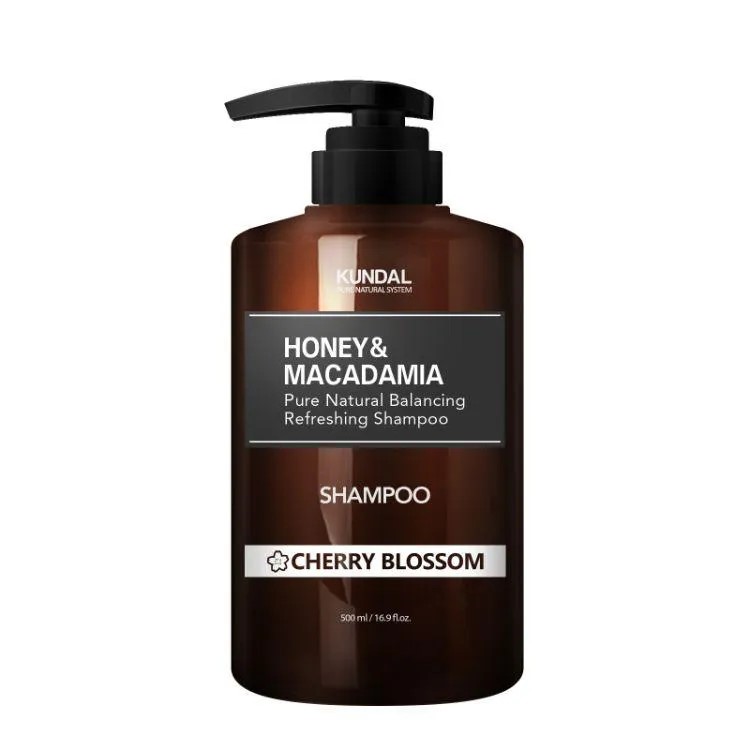 KUNDAL
PURE NATURAL SYSTEM
HONEY&
MACADAMIA
Pure Natural Balancing
Refreshing Shampoo
SHAMPOO
CHERRY BLOSSOM
500 ml / 16.9 fl.oz.